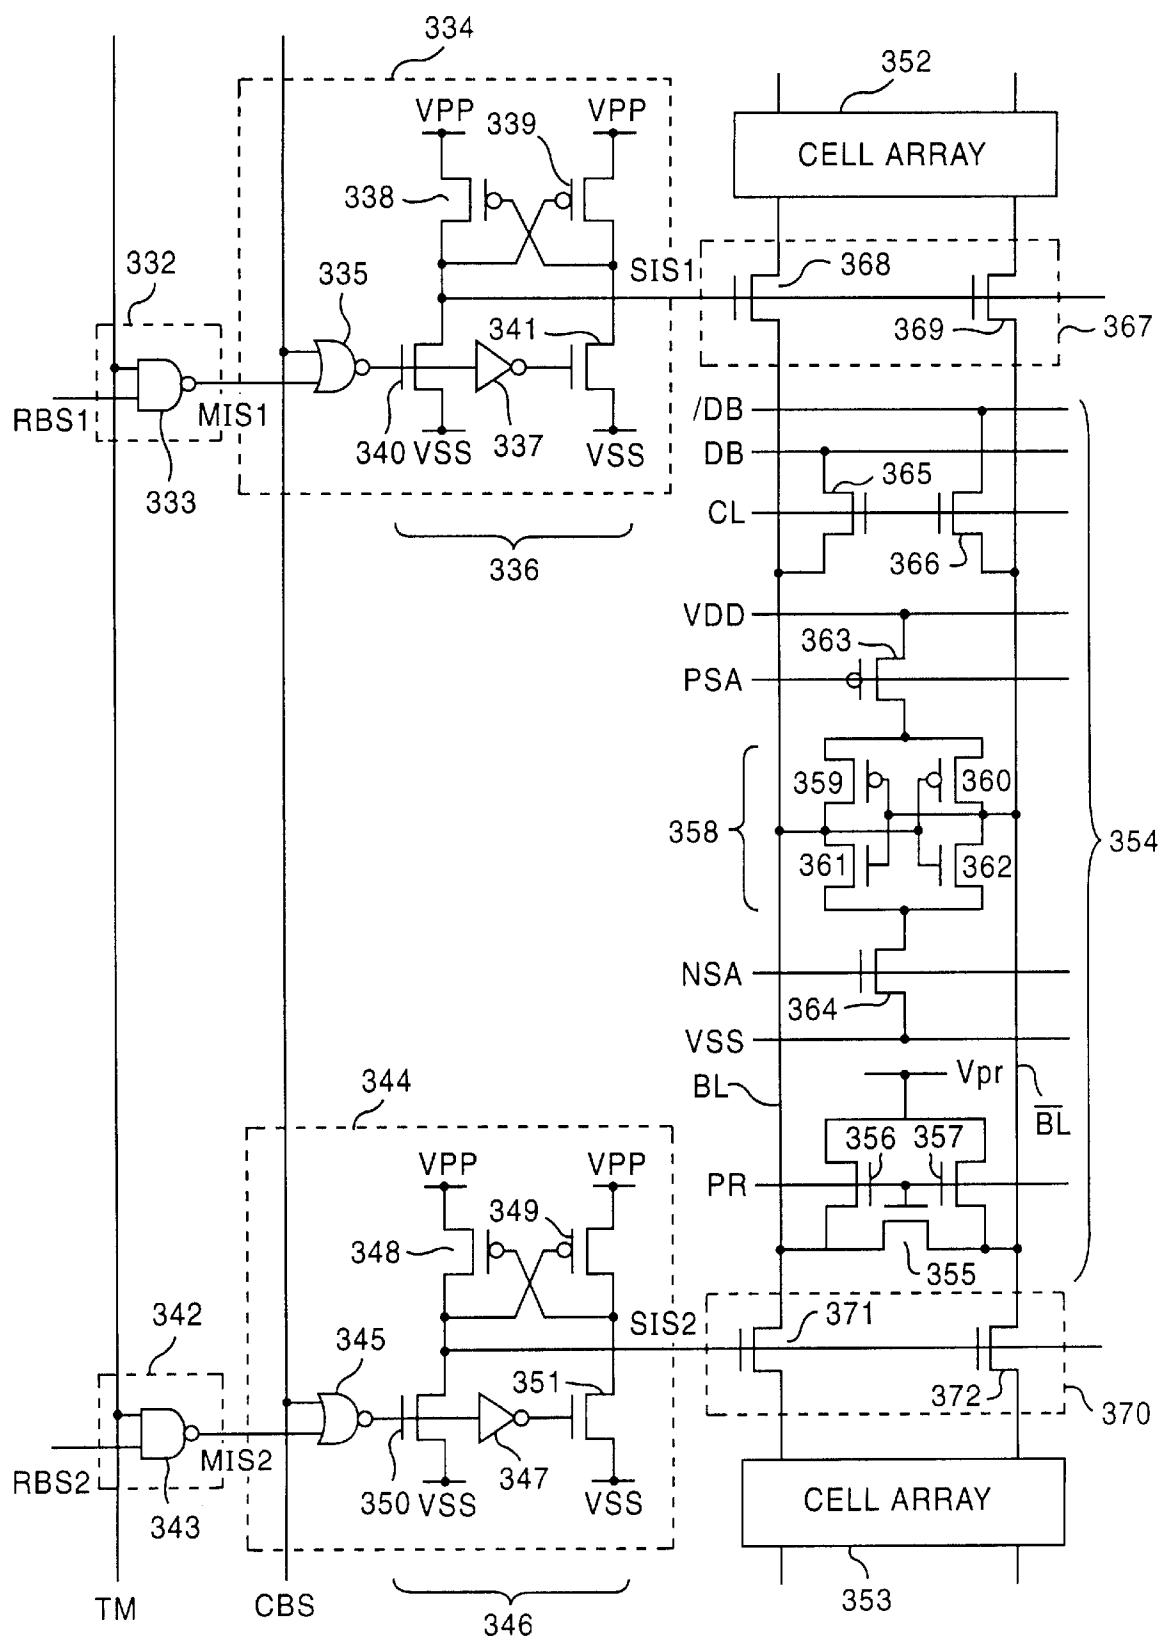 334
352
VPP
VPP
339
CELL ARRAY
338
332
335
SIS1
368
341
369
367
RBS1
MIS1
/DB
340
VSS
337
VSS
DB
365
333
CL
336
366
VDD
363
PSA
359
360
358
354
361
362
NSA
364
VSS
344
BL
Vpr
BL
356
357
VPP
VPP
PR
349
348
355
342
345
SIS2
371
351
372
370
RBS2
MIS2
350
VSS
347
VSS
CELL ARRAY
343
353
TM
CBS
346